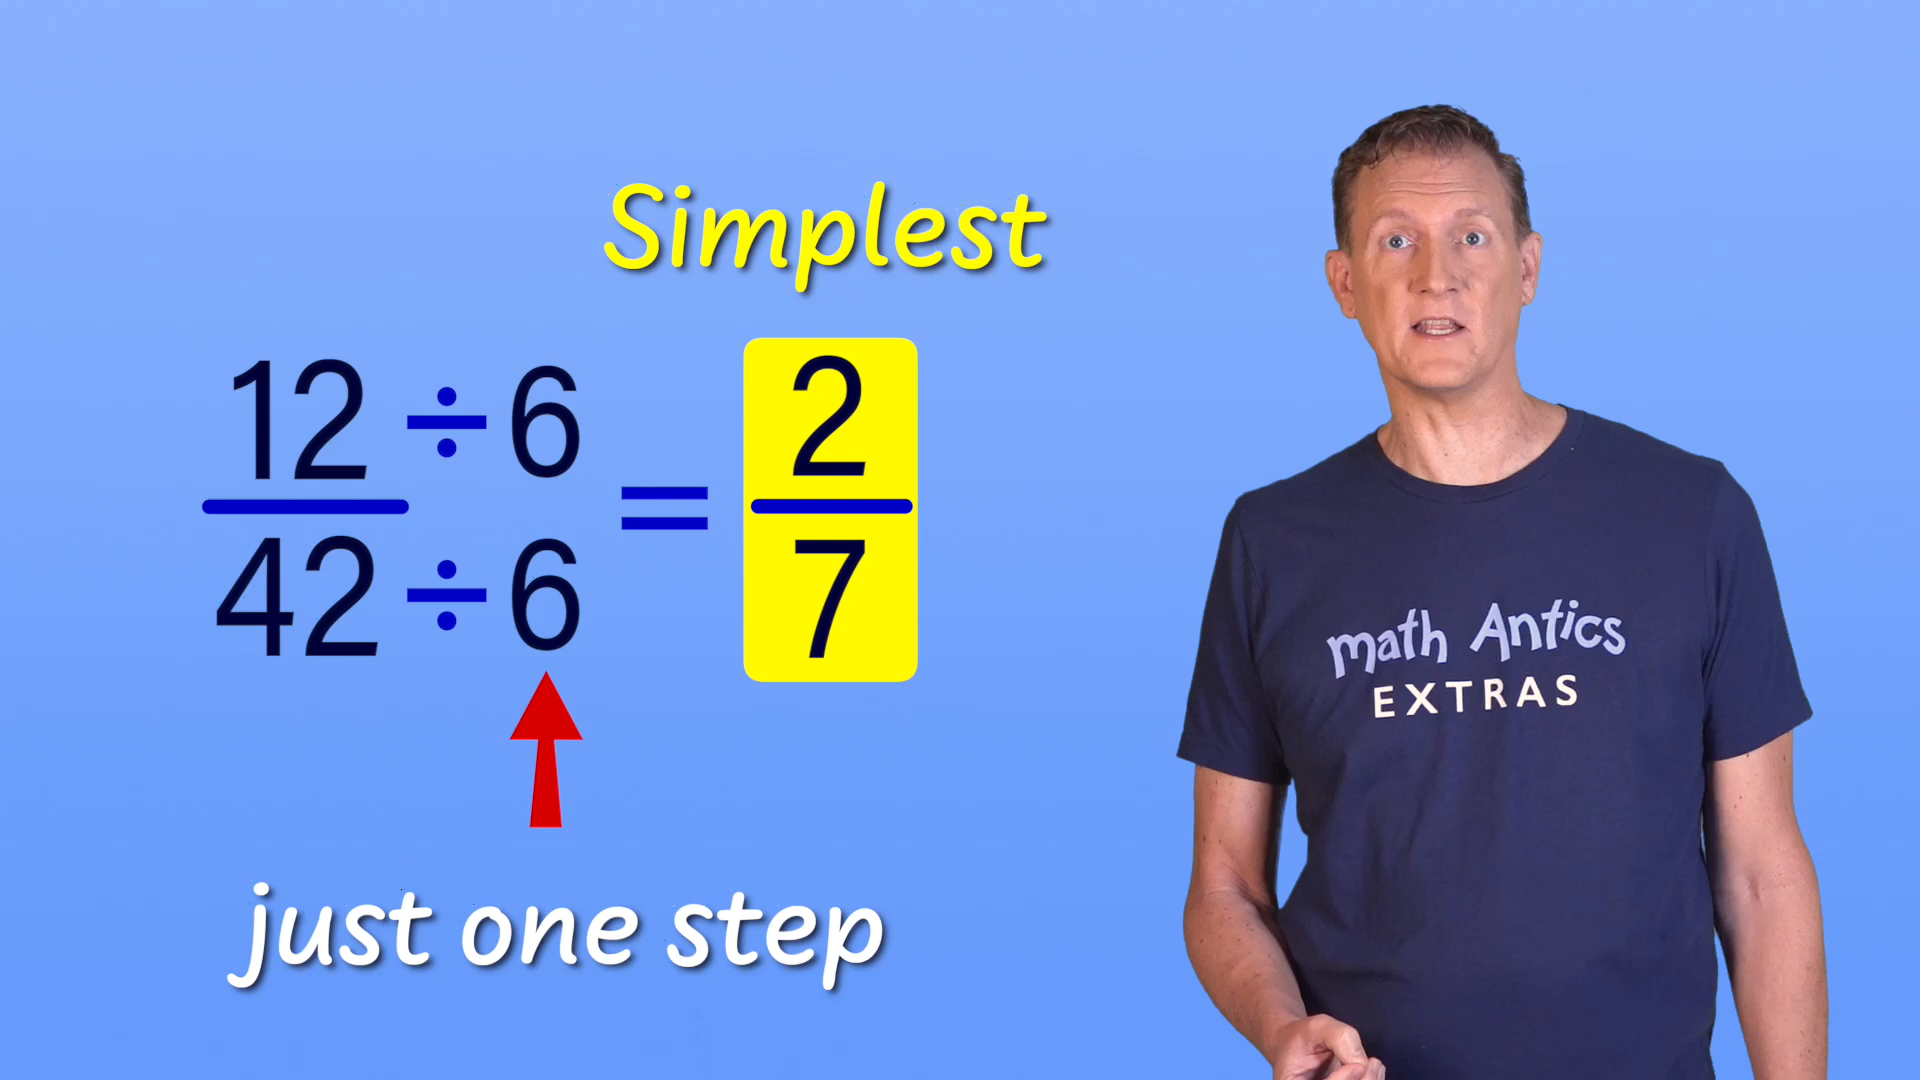 Simplest
12 ÷ 6
42 ÷ 6
=
2
7
just one step
math Antics
EXTRAS